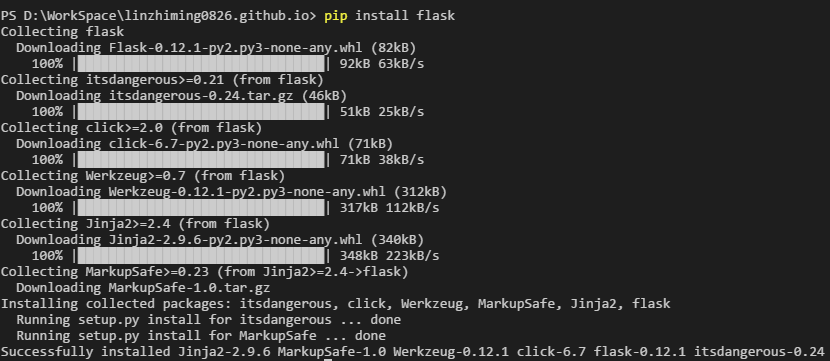 PS D:\WorkSpace\linzhiming0826.github.io> pip install flask
Collecting flask
  Downloading Flask-0.12.1-py2.py3-none-any.whl (82kB)
    100% |████████████████████████████████| 92kB 63kB/s
Collecting itsdangerous>=0.21 (from flask)
  Downloading itsdangerous-0.24.tar.gz (46kB)
    100% |████████████████████████████████| 51kB 25kB/s
Collecting click>=2.0 (from flask)
  Downloading click-6.7-py2.py3-none-any.whl (71kB)
    100% |████████████████████████████████| 71kB 38kB/s
Collecting Werkzeug>=0.7 (from flask)
  Downloading Werkzeug-0.12.1-py2.py3-none-any.whl (312kB)
    100% |████████████████████████████████| 317kB 112kB/s
Collecting Jinja2>=2.4 (from flask)
  Downloading Jinja2-2.9.6-py2.py3-none-any.whl (340kB)
    100% |████████████████████████████████| 348kB 223kB/s
Collecting MarkupSafe>=0.23 (from Jinja2>=2.4->flask)
  Downloading MarkupSafe-1.0.tar.gz
Installing collected packages: itsdangerous, click, Werkzeug, MarkupSafe, Jinja2, flask
  Running setup.py install for itsdangerous ... done
  Running setup.py install for MarkupSafe ... done
Successfully installed Jinja2-2.9.6 MarkupSafe-1.0 Werkzeug-0.12.1 click-6.7 flask-0.12.1 itsdangerous-0.24